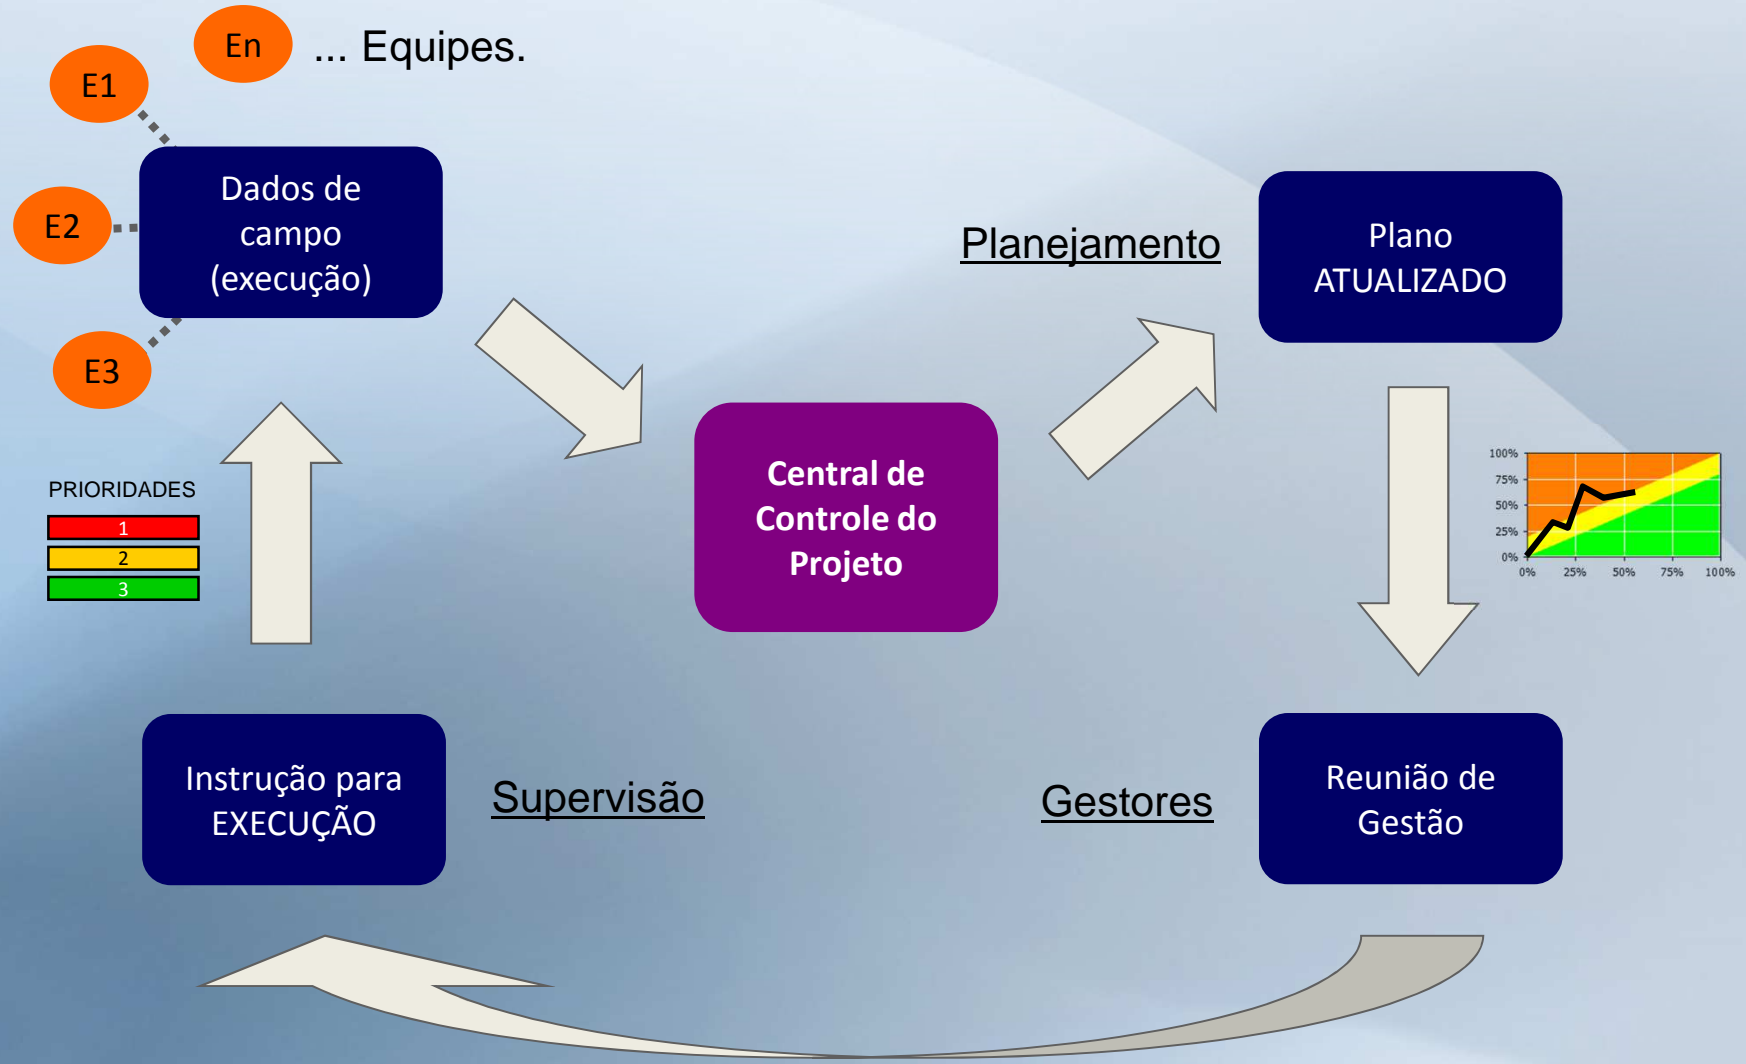 En
... Equipes.
E1
E2
E3
Dados de
campo
(execução)
Planejamento
Plano
ATUALIZADO
PRIORIDADES
1
2
3
Central de
Controle do
Projeto
100%
75%
50%
25%
0%
0% 25% 50% 75% 100%
Instrução para
EXECUÇÃO
Supervisão
Gestores
Reunião de
Gestão